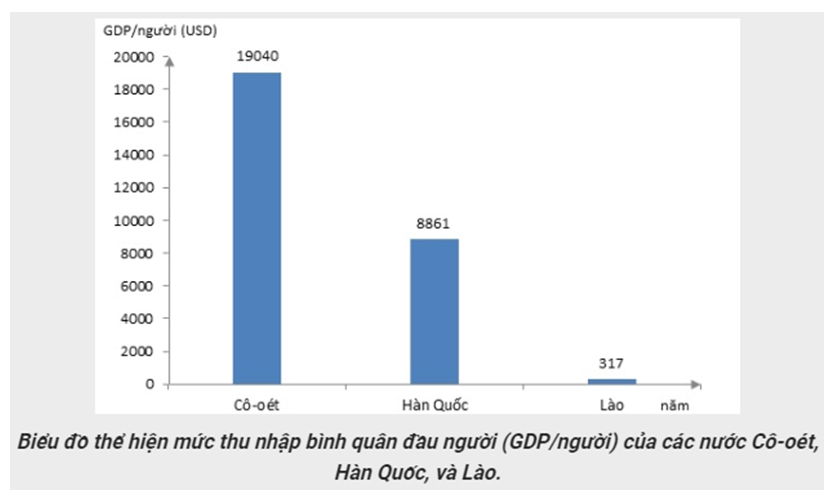 GDP/người (USD)
20000
18000
16000
14000
12000
10000
8000
6000
4000
2000
0
19040
8861
317
Cô-oét
Hàn Quốc
Lào
năm
Biểu đồ thể hiện mức thu nhập bình quân đầu người (GDP/người) của các nước Cô-oét,
Hàn Quốc, và Lào.